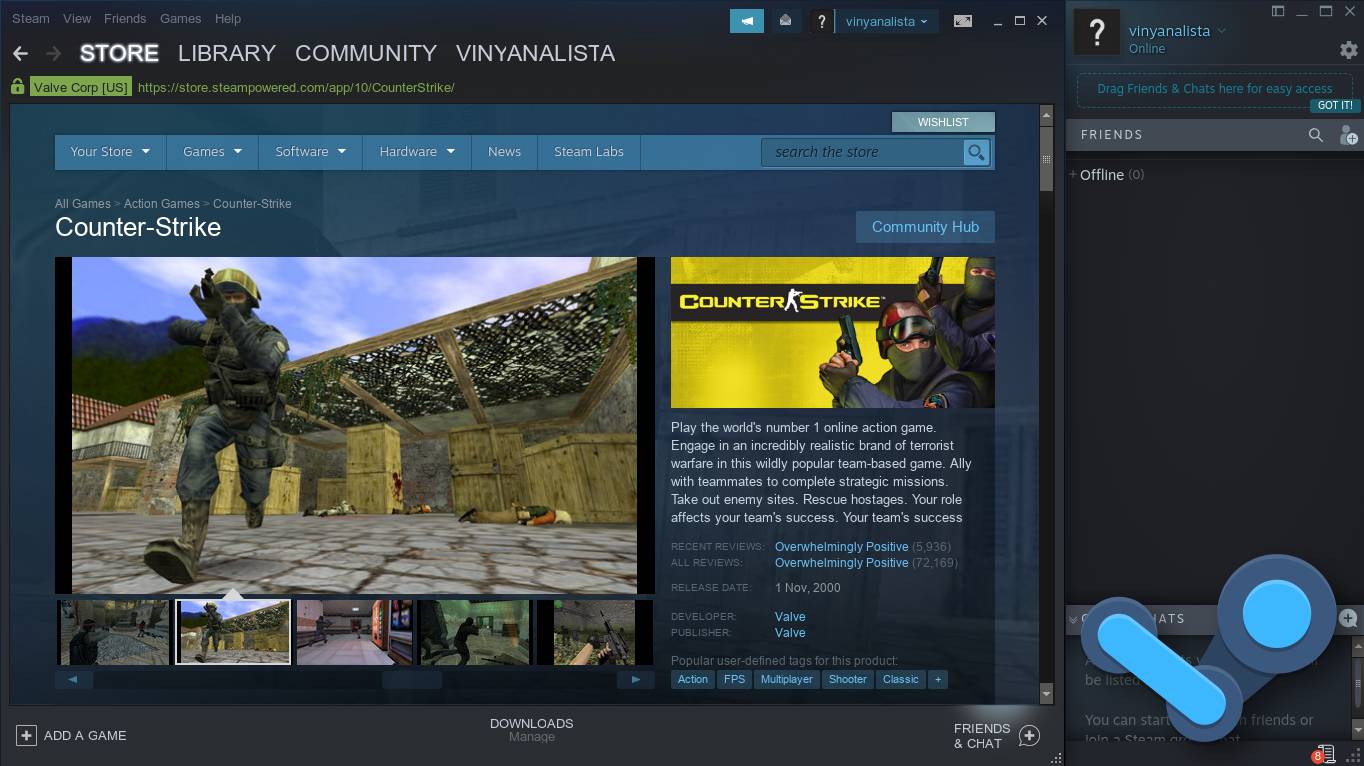 Steam View Friends Games Help
vinyanalista
STORE LIBRARY COMMUNITY VINYANALISTA
Valve Corp [US] https://store.steampowered.com/app/10/CounterStrike/
WISHLIST
Your Store Games Software Hardware News Steam Labs search the store
All Games > Action Games > Counter-Strike
Counter-Strike
Community Hub
COUNTER STRIKE
Play the world's number 1 online action game.
Engage in an incredibly realistic brand of terrorist
warfare in this wildly popular team-based game. Ally
with teammates to complete strategic missions.
Take out enemy sites. Rescue hostages. Your role
affects your team's success. Your team's success
RECENT REVIEWS: Overwhelmingly Positive (5,936)
ALL REVIEWS: Overwhelmingly Positive (72,169)
RELEASE DATE: 1 Nov, 2000
DEVELOPER: Valve
PUBLISHER: Valve
Popular user-defined tags for this product:
Action FPS Multiplayer Shooter Classic +
ADD A GAME
DOWNLOADS
Manage
FRIENDS
& CHAT
? vinyanalista
Online
Drag Friends & Chats here for easy access
GOT IT!
FRIENDS
+ Offline (0)
be listed
You can start friends or
join a Steam
8